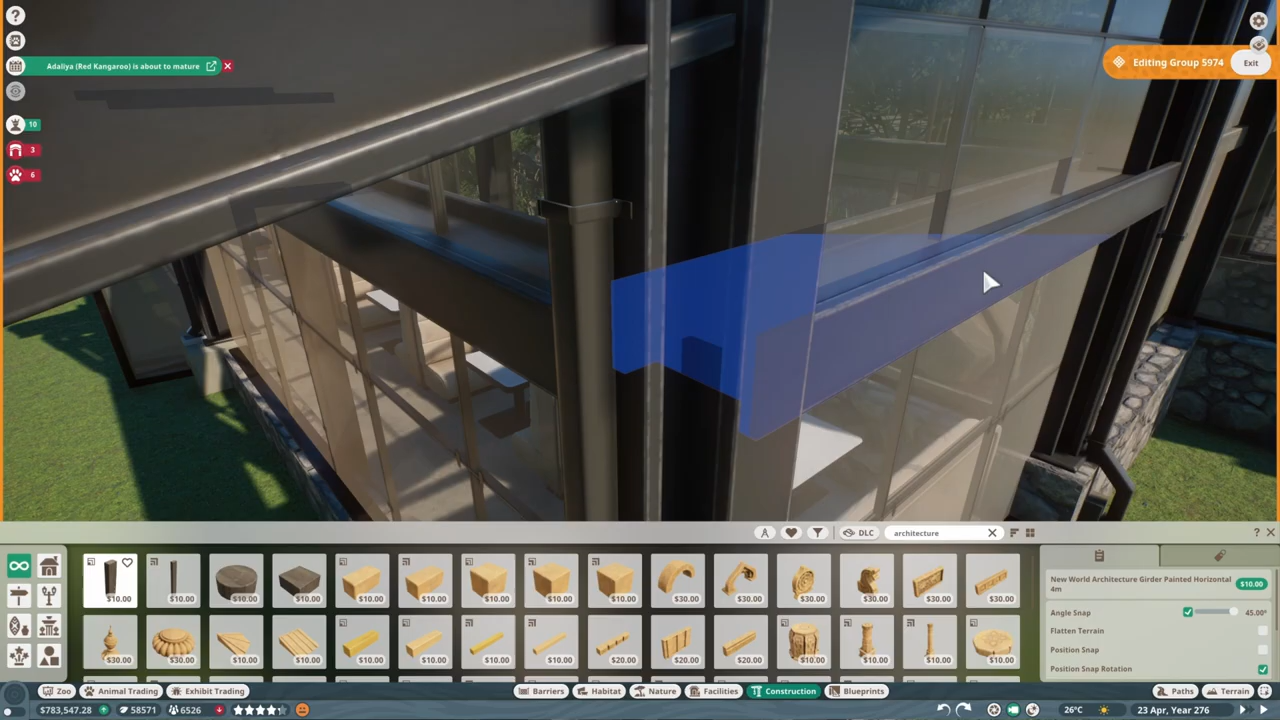 ?
Adaliya (Red Kangaroo) is about to mature
10
3
6
Editing Group 5974
Exit
DLC
architecture
?
$10.00
$10.00
$10.00
$10.00
$10.00
$10.00
$10.00
$10.00
$10.00
$30.00
$30.00
$30.00
$30.00
$30.00
$30.00
$30.00
$30.00
$10.00
$10.00
$10.00
$10.00
$10.00
$10.00
$20.00
$20.00
$10.00
$10.00
$10.00
$10.00
$10.00
New World Architecture Girder Painted Horizontal
4m
$10.00
Angle Snap
45.00°
Flatten Terrain
Position Snap
Position Snap Rotation
Zoo
Animal Trading
Exhibit Trading
Barriers
Habitat
Nature
Facilities
Construction
Blueprints
Paths
Terrain
$783,547.28
58571
6526
26°C
23 Apr, Year 276